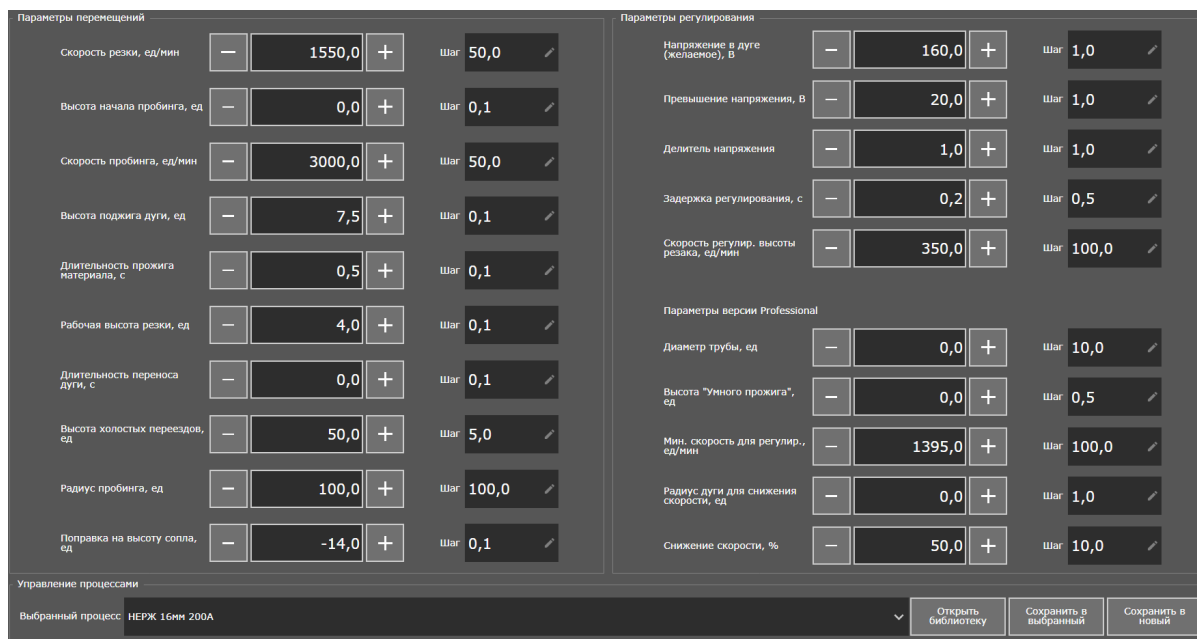 Параметры перемещений
Скорость резки, ед/мин
1550,0
Шаг 50,0
Высота начала пробинга, ед
0,0
Шаг 0,1
Скорость пробинга, ед/мин
3000,0
Шаг 50,0
Высота поджига дуги, ед
7,5
Шаг 0,1
Длительность прожига
материала, с
0,5
Шаг 0,1
Рабочая высота резки, ед
4,0
Шаг 0,1
Длительность переноса
дуги, с
0,0
Шаг 0,1
Высота холостых переездов,
ед
50,0
Шаг 5,0
Радиус пробинга, ед
100,0
Шаг 100,0
Поправка на высоту сопла,
ед
-14,0
Шаг 0,1
Параметры регулирования
Напряжение в дуге
(желаемое), В
160,0
Шаг 1,0
Превышение напряжения, В
20,0
Шаг 1,0
Делитель напряжения
1,0
Шаг 1,0
Задержка регулирования, с
0,2
Шаг 0,5
Скорость регулир. высоты
резака, ед/мин
350,0
Шаг 100,0
Параметры версии Professional
Диаметр трубы, ед
0,0
Шаг 10,0
Высота "Умного прожига",
ед
0,0
Шаг 0,5
Мин. скорость для регулир.,
ед/мин
1395,0
Шаг 100,0
Радиус дуги для снижения
скорости, ед
0,0
Шаг 1,0
Снижение скорости, %
50,0
Шаг 10,0
Управление процессами
Выбранный процесс НЕРЖ 16мм 200А
Открыть
библиотеку
Сохранить в
выбранный
Сохранить в
новый